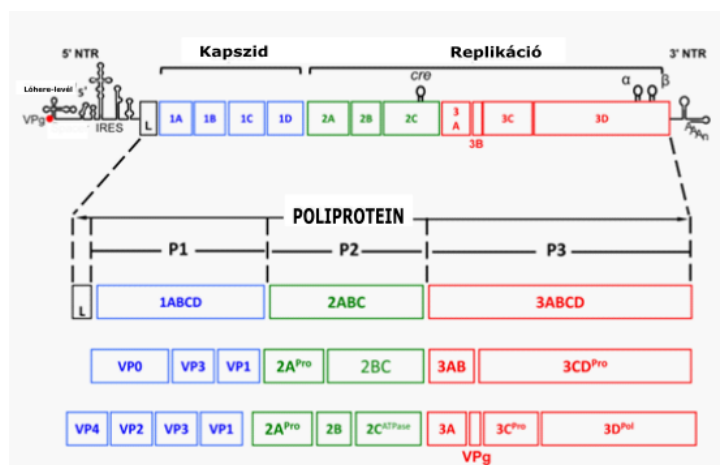 5' NTR
Kapszid
Replikáció
3' NTR
Lóhere-levél
5'
cre
α
β
VPg
IRES
L
1A
1B
1C
1D
2A
2B
2C
3
A
3B
3C
3D
AAAn
POLIPROTEIN
P1
P2
P3
L
1ABCD
2ABC
3ABCD
VP0
VP3
VP1
2APro
2BC
3AB
3CDPro
VP4
VP2
VP3
VP1
2APro
2B
2CATPase
3A
3CPro
3DPol
VPg